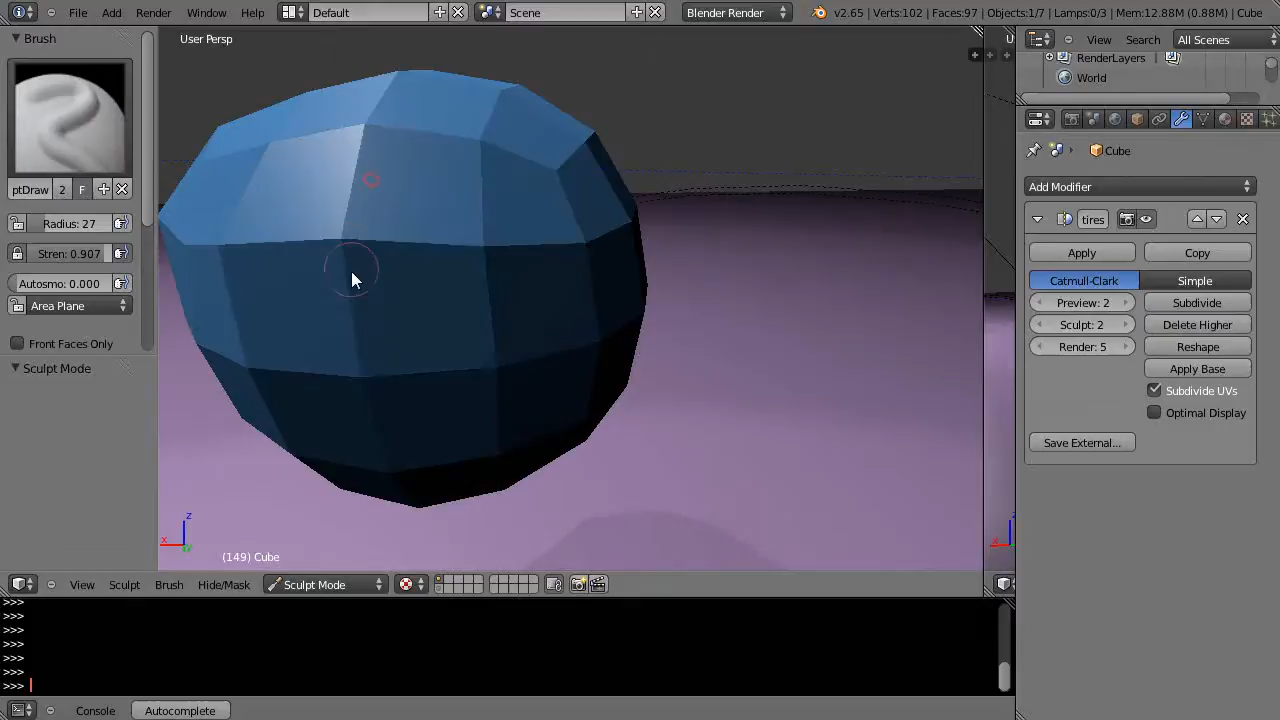 File Add Render Window Help Default Scene Blender Render v2.65 | Verts:102 | Faces:97 | Objects:1/7 | Lamps:0/3 | Mem:12.88M (0.88M) | Cube
Brush
User Persp
View Search All Scenes
RenderLayers
World
Cube
ptDraw 2 F
Add Modifier
Radius: 27
tires
Stren: 0.907
Apply Copy
Autosmo: 0.000
Catmull-Clark Simple
Area Plane
Preview: 2 Subdivide
Sculpt: 2 Delete Higher
Front Faces Only
Render: 5 Reshape
Sculpt Mode
Apply Base
Subdivide UVs
Optimal Display
Save External...
z
x
(149) Cube
View Sculpt Brush Hide/Mask Sculpt Mode
>>>
>>>
>>>
>>>
>>>
>>>
>>>
Console Autocomplete